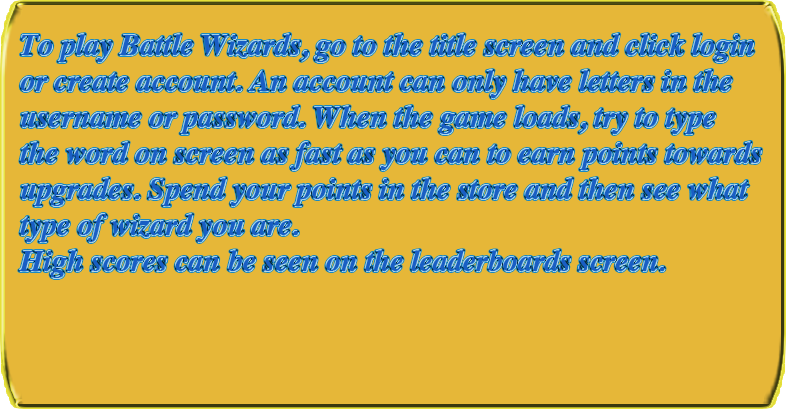 To play Battle Wizards, go to the title screen and click login
or create account. An account can only have letters in the
username or password. When the game loads, try to type
the word on screen as fast as you can to earn points towards
upgrades. Spend your points in the store and then see what
type of wizard you are.
High scores can be seen on the leaderboards screen.